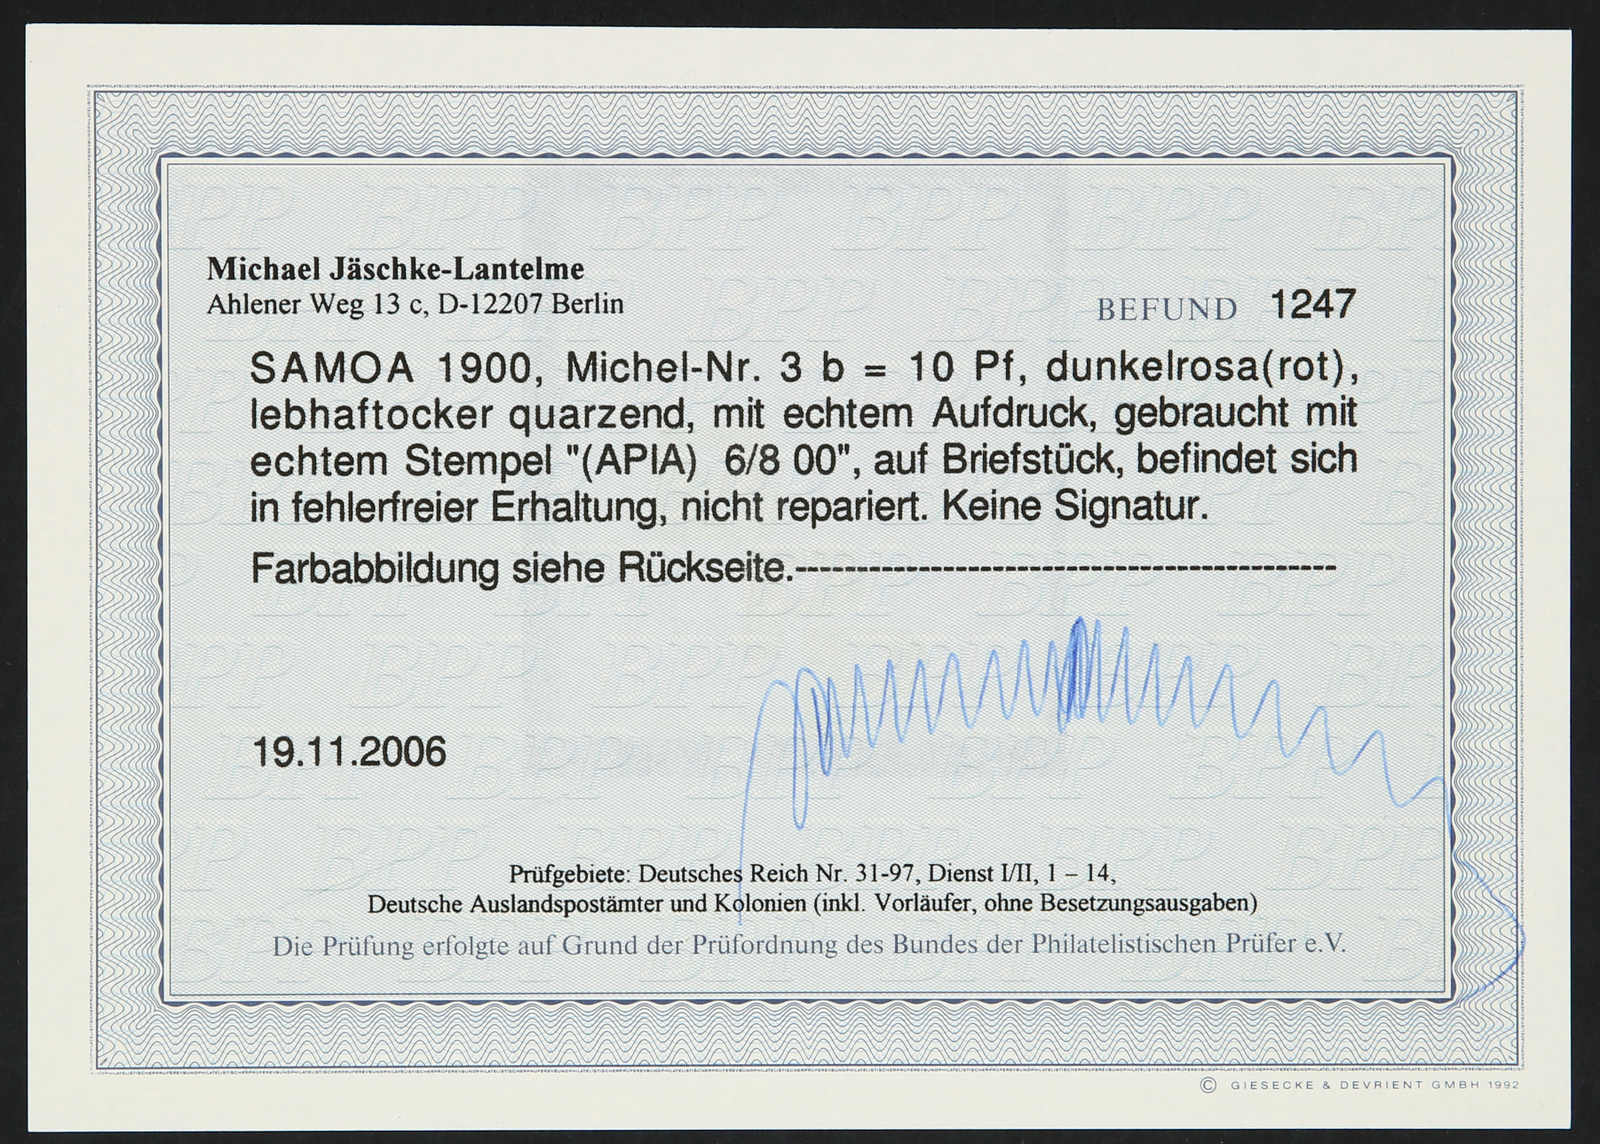 Michael Jäschke-Lantelme
Ahlener Weg 13 c, D-12207 Berlin
BEFUND 1247
SAMOA 1900, Michel-Nr. 3 b = 10 Pf, dunkelrosa(rot),
lebhaftocker quarzend, mit echtem Aufdruck, gebraucht mit
echtem Stempel "(APIA) 6/8 00", auf Briefstück, befindet sich
in fehlerfreier Erhaltung, nicht repariert. Keine Signatur.
Farbabbildung siehe Rückseite.--------------------------------------------
19.11.2006
Prüfgebiete: Deutsches Reich Nr. 31-97, Dienst I/II, 1 – 14,
Deutsche Auslandspostämter und Kolonien (inkl. Vorläufer, ohne Besetzungsausgaben)
Die Prüfung erfolgte auf Grund der Prüfordnung des Bundes der Philatelistischen Prüfer e.V.
© GIESECKE & DEVRIENT GMBH 1992